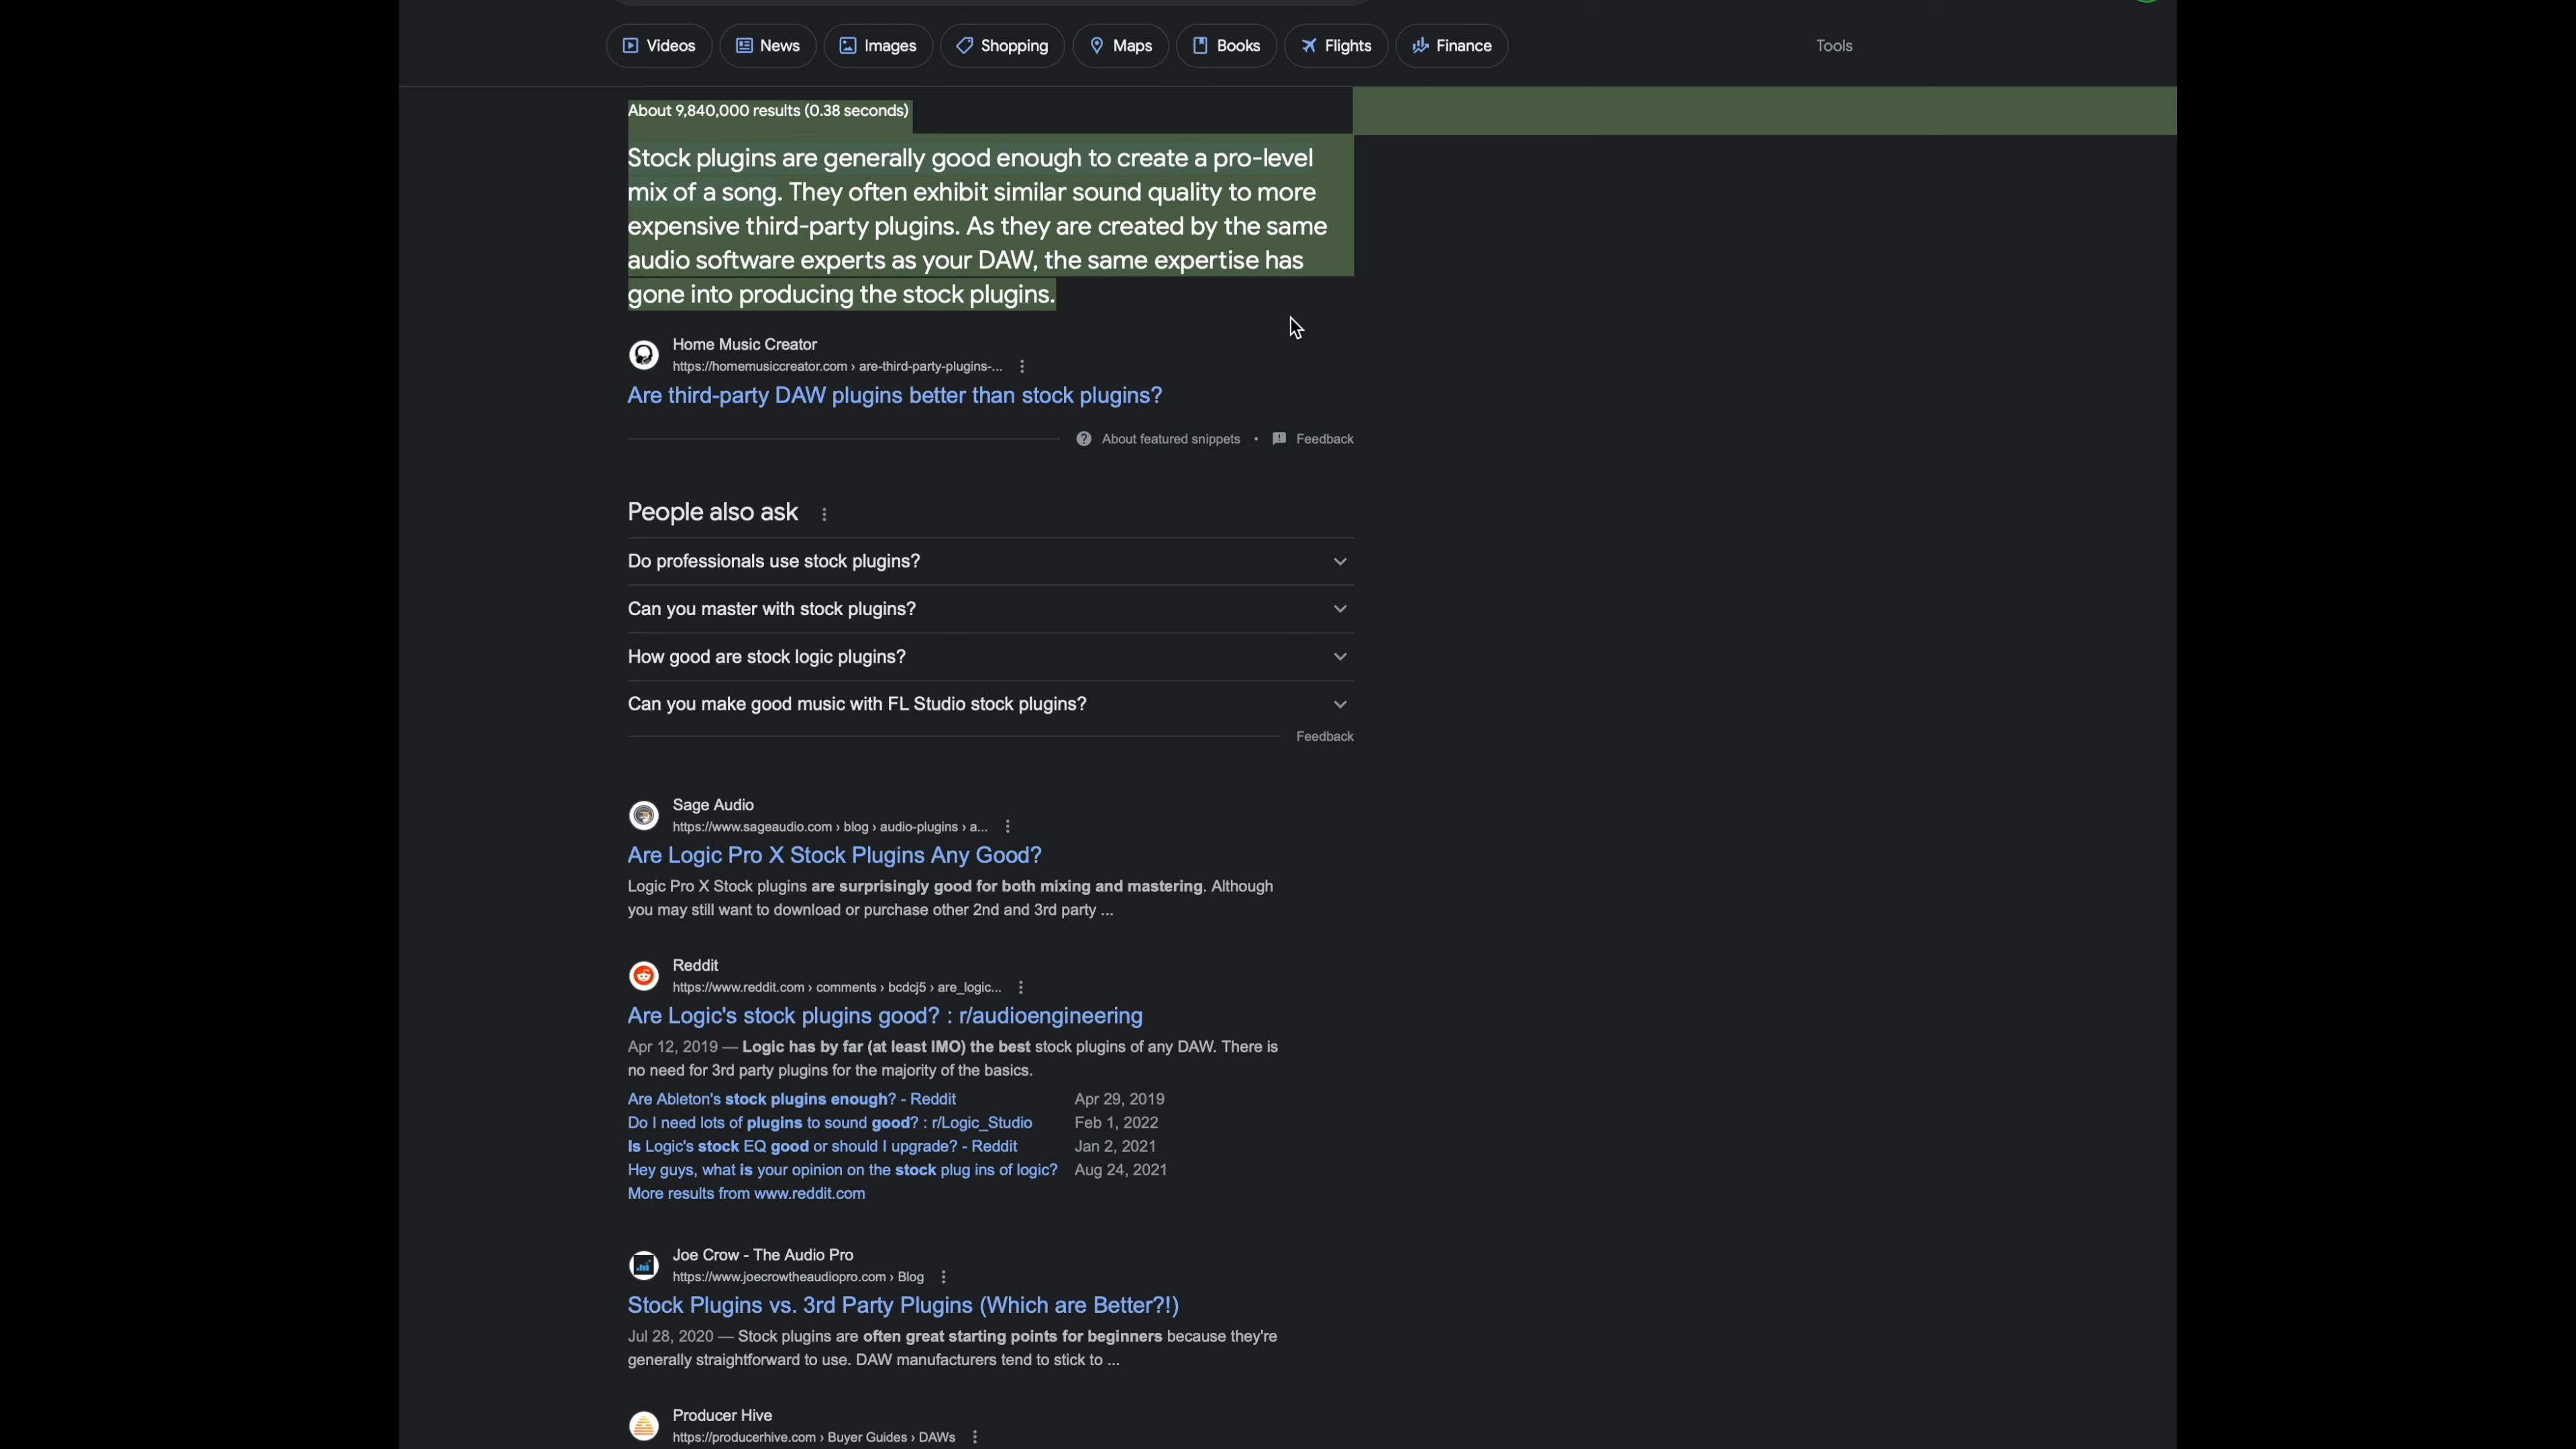 Videos News Images Shopping Maps Books Flights Finance Tools
About 9,840,000 results (0.38 seconds)
Stock plugins are generally good enough to create a pro-level
mix of a song. They often exhibit similar sound quality to more
expensive third-party plugins. As they are created by the same
audio software experts as your DAW, the same expertise has
gone into producing the stock plugins.
Home Music Creator
https://homemusiccreator.com › are-third-party-plugins-...
Are third-party DAW plugins better than stock plugins?
About featured snippets • Feedback
People also ask
Do professionals use stock plugins?
Can you master with stock plugins?
How good are stock logic plugins?
Can you make good music with FL Studio stock plugins?
Feedback
Sage Audio
https://www.sageaudio.com › blog › audio-plugins › a...
Are Logic Pro X Stock Plugins Any Good?
Logic Pro X Stock plugins are surprisingly good for both mixing and mastering. Although
you may still want to download or purchase other 2nd and 3rd party ...
Reddit
https://www.reddit.com › comments › bcdcj5 › are_logic...
Are Logic's stock plugins good? : r/audioengineering
Apr 12, 2019 — Logic has by far (at least IMO) the best stock plugins of any DAW. There is
no need for 3rd party plugins for the majority of the basics.
Are Ableton's stock plugins enough? - Reddit Apr 29, 2019
Do I need lots of plugins to sound good? : r/Logic_Studio Feb 1, 2022
Is Logic's stock EQ good or should I upgrade? - Reddit Jan 2, 2021
Hey guys, what is your opinion on the stock plug ins of logic? Aug 24, 2021
More results from www.reddit.com
Joe Crow - The Audio Pro
https://www.joecrowtheaudiopro.com › Blog
Stock Plugins vs. 3rd Party Plugins (Which are Better?!)
Jul 28, 2020 — Stock plugins are often great starting points for beginners because they're
generally straightforward to use. DAW manufacturers tend to stick to ...
Producer Hive
https://producerhive.com › Buyer Guides › DAWs